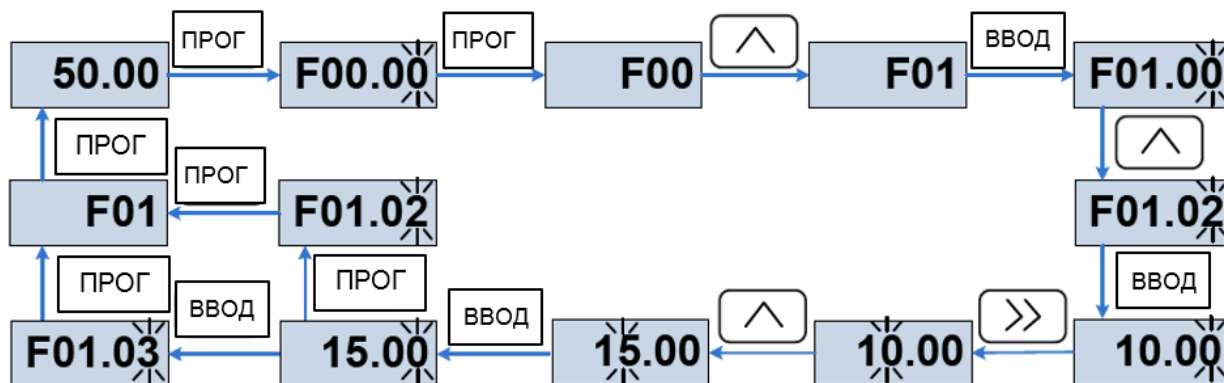 ПРОГ ПРОГ ВВОД
50.00 F00.00 F00 F01 F01.00
ПРОГ ПРОГ
F01 F01.02 F01.02
ПРОГ ВВОД ПРОГ ВВОД ВВОД
F01.03 15.00 15.00 10.00 10.00